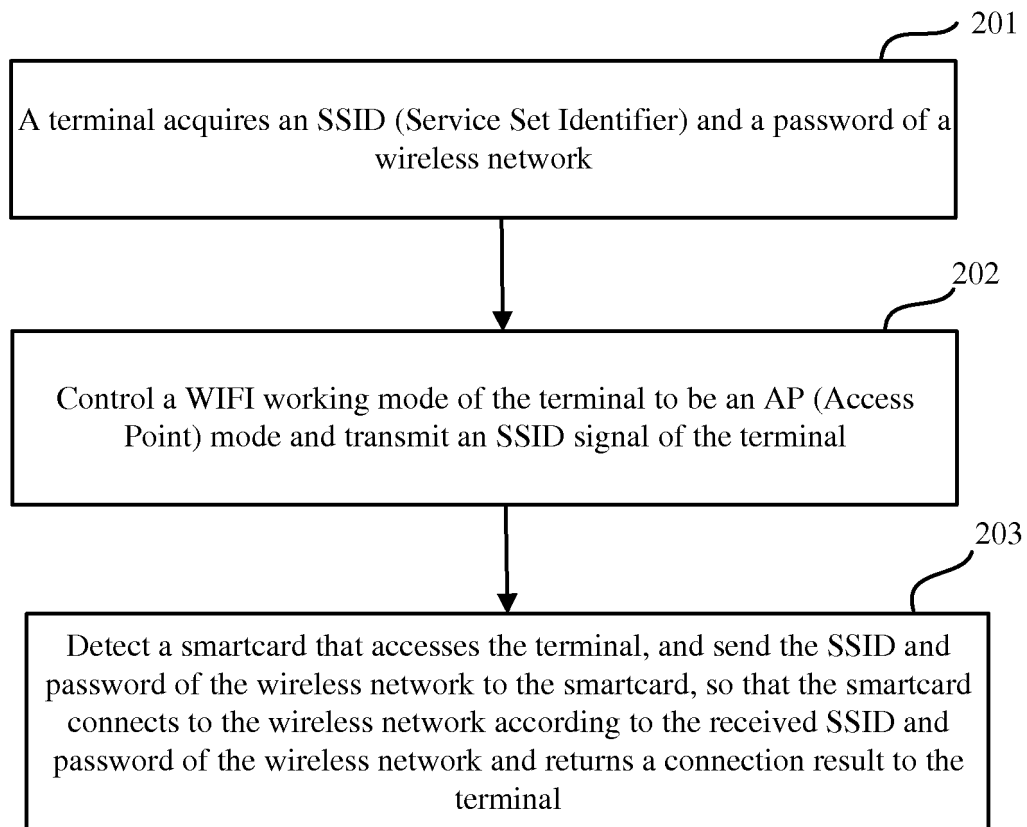 201
A terminal acquires an SSID (Service Set Identifier) and a password of a
wireless network
202
Control a WIFI working mode of the terminal to be an AP (Access
Point) mode and transmit an SSID signal of the terminal
203
Detect a smartcard that accesses the terminal, and send the SSID and
password of the wireless network to the smartcard, so that the smartcard
connects to the wireless network according to the received SSID and
password of the wireless network and returns a connection result to the
terminal